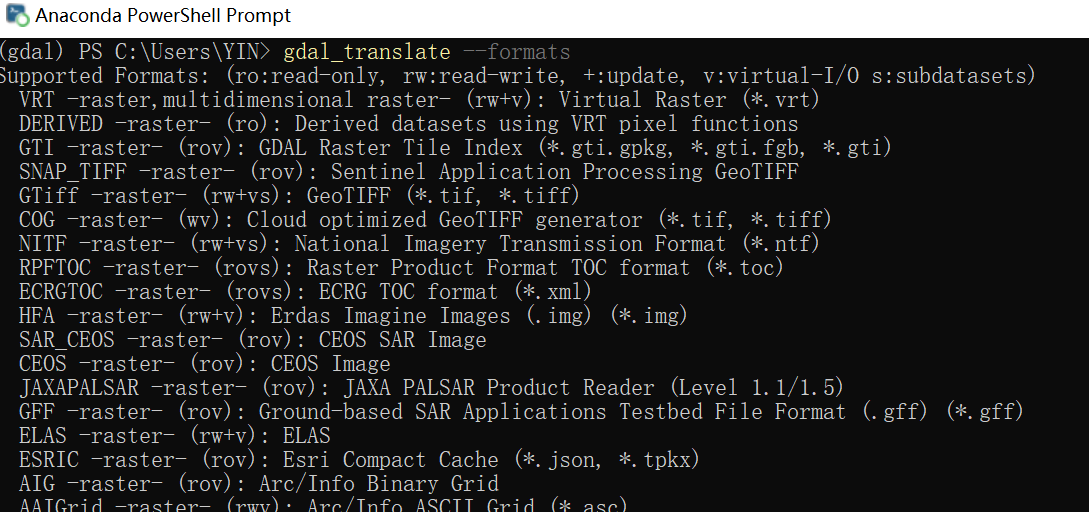 Anaconda PowerShell Prompt
(gdal) PS C:\Users\YIN> gdal_translate --formats
Supported Formats: (ro:read-only, rw:read-write, +:update, v:virtual-I/O s:subdatasets)
VRT -raster,multidimensional raster- (rw+v): Virtual Raster (*.vrt)
DERIVED -raster- (ro): Derived datasets using VRT pixel functions
GTI -raster- (rov): GDAL Raster Tile Index (*.gti.gpkg, *.gti.fgb, *.gti)
SNAP_TIFF -raster- (rov): Sentinel Application Processing GeoTIFF
GTiff -raster- (rw+vs): GeoTIFF (*.tif, *.tiff)
COG -raster- (wv): Cloud optimized GeoTIFF generator (*.tif, *.tiff)
NITF -raster- (rw+vs): National Imagery Transmission Format (*.ntf)
RPFTOC -raster- (rovs): Raster Product Format TOC format (*.toc)
ECRGTOC -raster- (rovs): ECRG TOC format (*.xml)
HFA -raster- (rw+v): Erdas Imagine Images (.img) (*.img)
SAR_CEOS -raster- (rov): CEOS SAR Image
CEOS -raster- (rov): CEOS Image
JAXAPALSAR -raster- (rov): JAXA PALSAR Product Reader (Level 1.1/1.5)
GFF -raster- (rov): Ground-based SAR Applications Testbed File Format (.gff) (*.gff)
ELAS -raster- (rw+v): ELAS
ESRIC -raster- (rov): Esri Compact Cache (*.json, *.tpkx)
AIG -raster- (rov): Arc/Info Binary Grid
AAIGrid -raster- (rwv): Arc/Info ASCII Grid (*.asc)